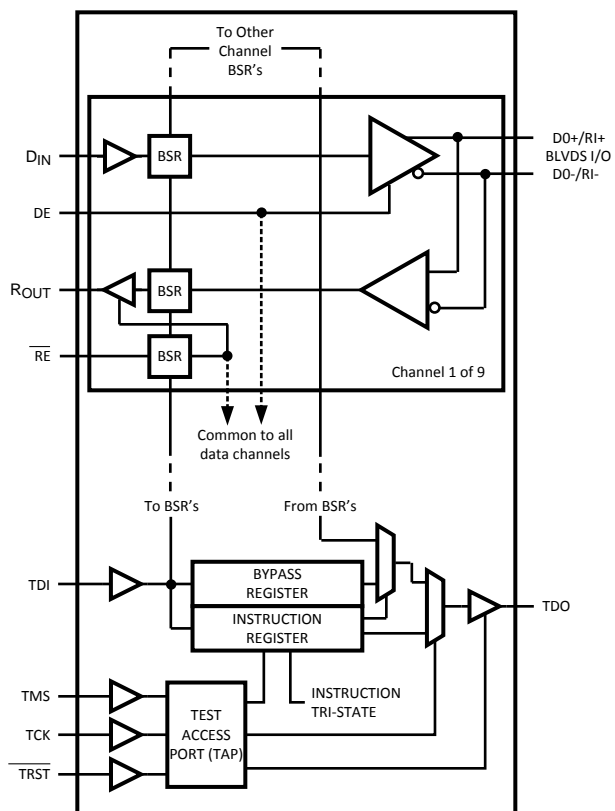 To Other
Channel
BSR's
DIN
BSR
D0+/RI+
BLVDS I/O
D0-/RI-
DE
ROUT
BSR
RE
BSR
Channel 1 of 9
Common to all
data channels
To BSR's
From BSR's
TDI
BYPASS
REGISTER
INSTRUCTION
REGISTER
TDO
TMS
TCK
TRST
TEST
ACCESS
PORT (TAP)
INSTRUCTION
TRI-STATE